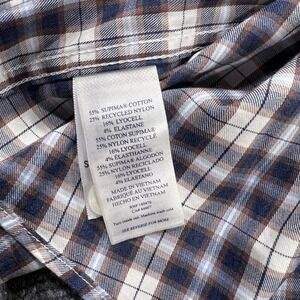 55% SUPIMA® COTTON
25% RECYCLED NYLON
16% LYOCELL
4% ELASTANE
55% COTON SUPIMA®
25% NYLON RECYCLÉ
16% LYOCELL
4% ÉLASTHANNE
55% SUPIMA® ALGODÓN
25% NYLON RECICLADO
16% LYOCELL
4% ELASTANO
MADE IN VIETNAM
FABRIQUÉ AU VIETNAM
HECHO EN VIETNAM
SEE REVERSE FOR MORE
S